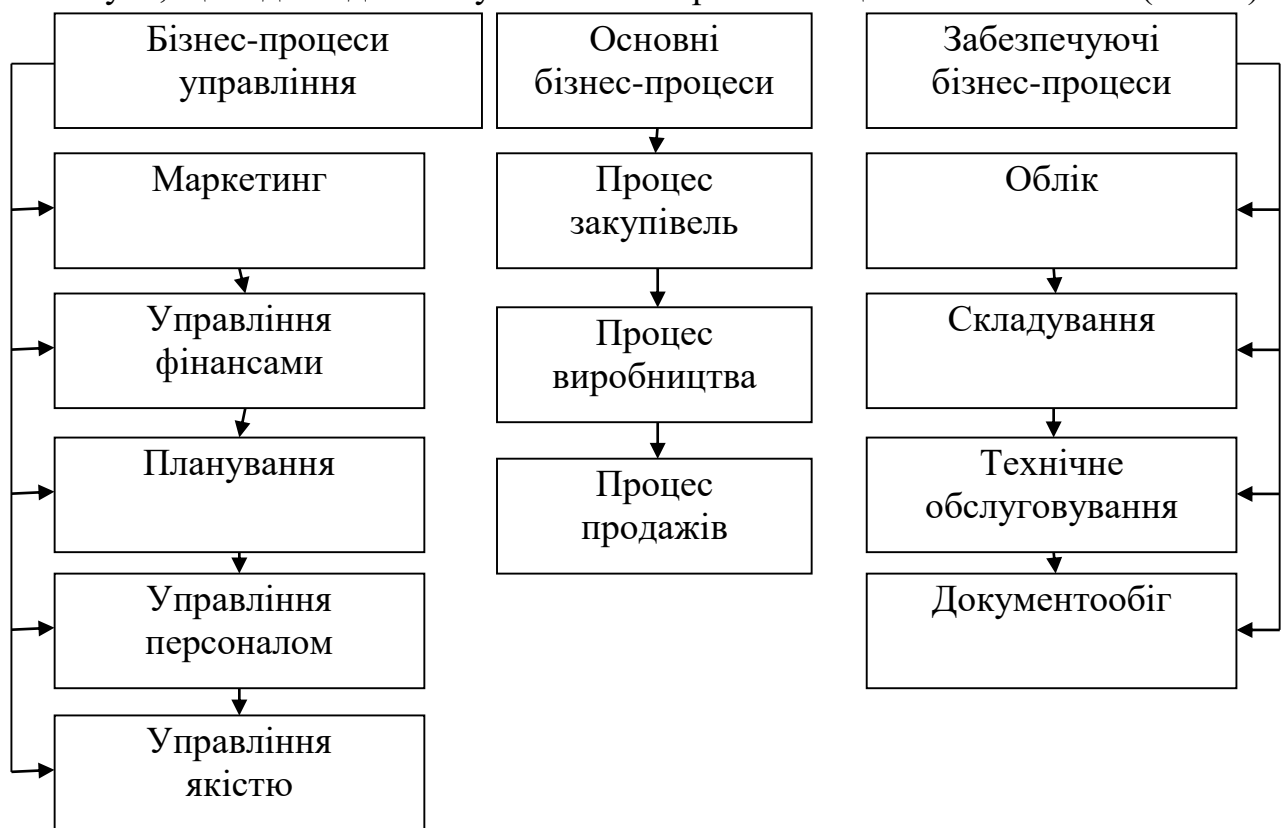 Бізнес-процеси
управління
Основні
бізнес-процеси
Забезпечуючі
бізнес-процеси
Маркетинг
Управління
фінансами
Планування
Управління
персоналом
Управління
якістю
Процес
закупівель
Процес
виробництва
Процес
продажів
Облік
Складування
Технічне
обслуговування
Документообіг